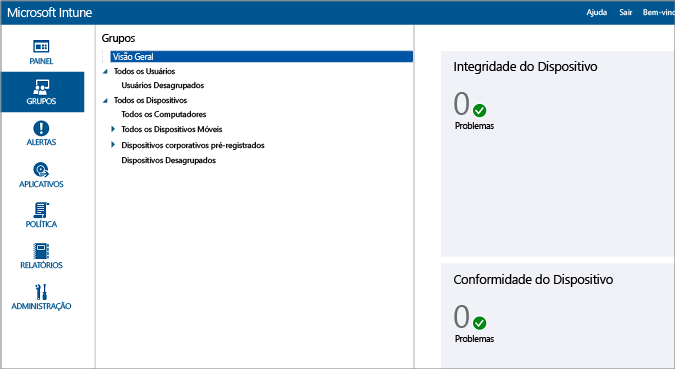 Microsoft Intune
Ajuda Sair
PAINEL
GRUPOS
ALERTAS
APLICATIVOS
POLÍTICA
RELATÓRIOS
ADMINISTRAÇÃO
Grupos
Visão Geral
Todos os Usuários
Usuários Desagrupados
Todos os Dispositivos
Todos os Computadores
Todos os Dispositivos Móveis
Dispositivos corporativos pré-registrados
Dispositivos Desagrupados
Integridade do Dispositivo
0
Problemas
Conformidade do Dispositivo
0
Problemas